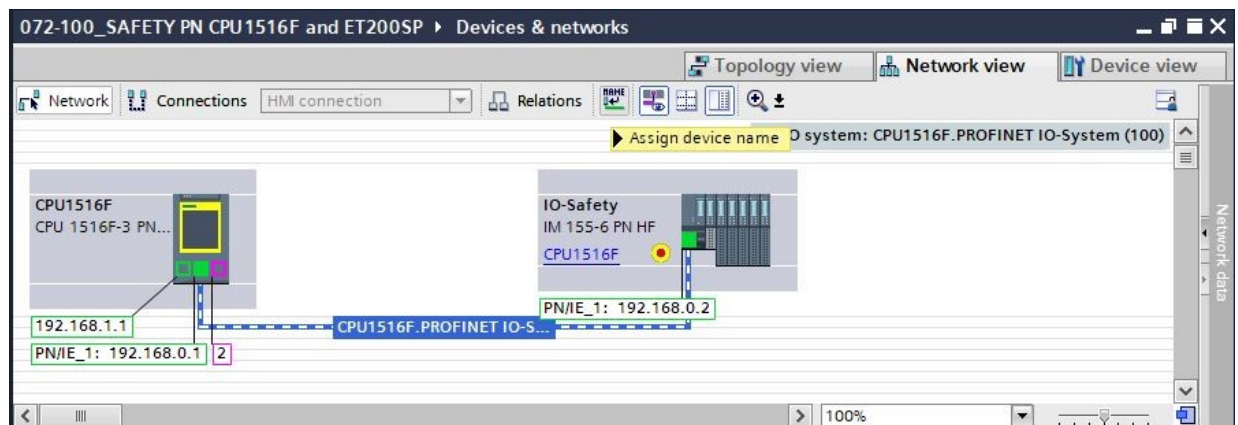 072-100_SAFETY PN CPU1516F and ET200SP ▸ Devices & networks
Topology view Network view Device view
Network Connections HMI connection Relations NAME 100%
Assign device name O system: CPU1516F.PROFINET IO-System (100)
CPU1516F
CPU 1516F-3 PN...
IO-Safety
IM 155-6 PN HF
CPU1516F
PN/IE_1: 192.168.0.2
192.168.1.1
CPU1516F.PROFINET IO-S...
PN/IE_1: 192.168.0.1 2
Network data
100%